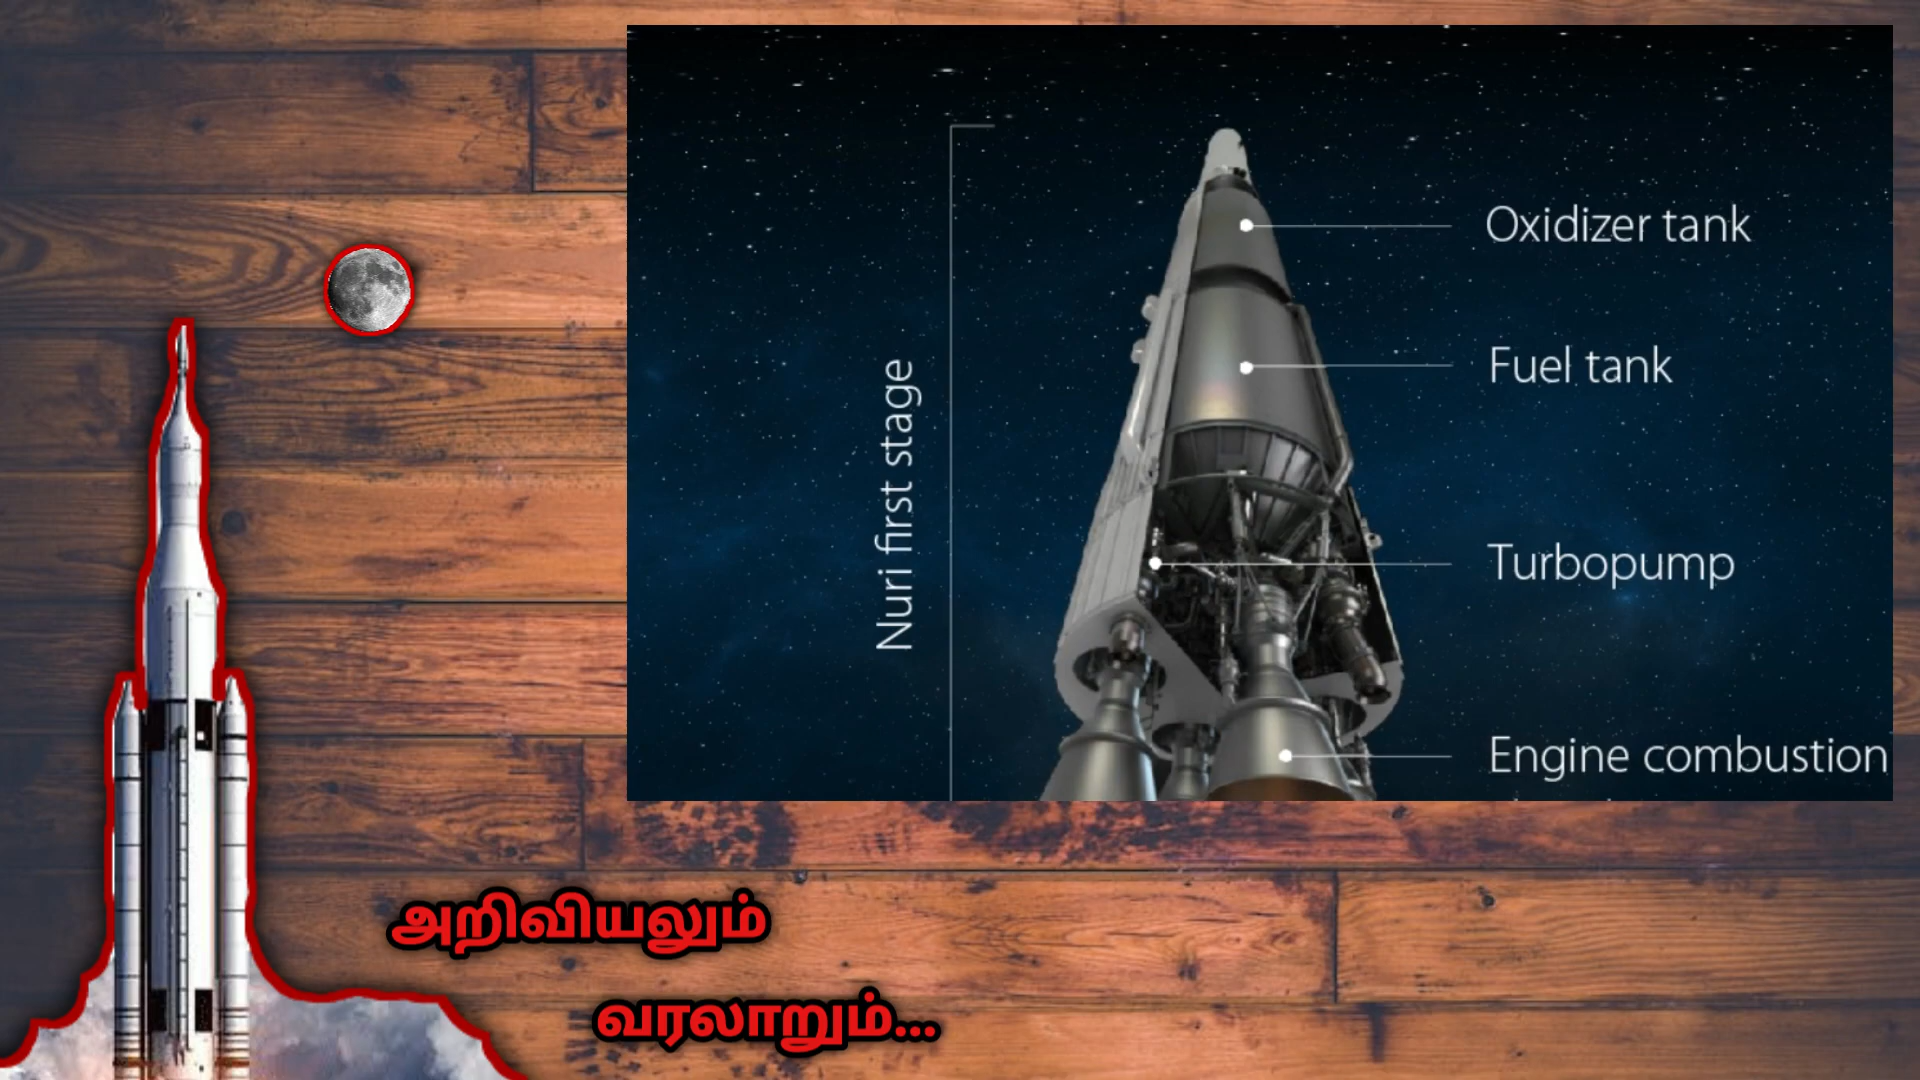 Oxidizer tank
Fuel tank
Nuri first stage
Turbopump
Engine combustion
அறிவியலும்
வரலாறும்...